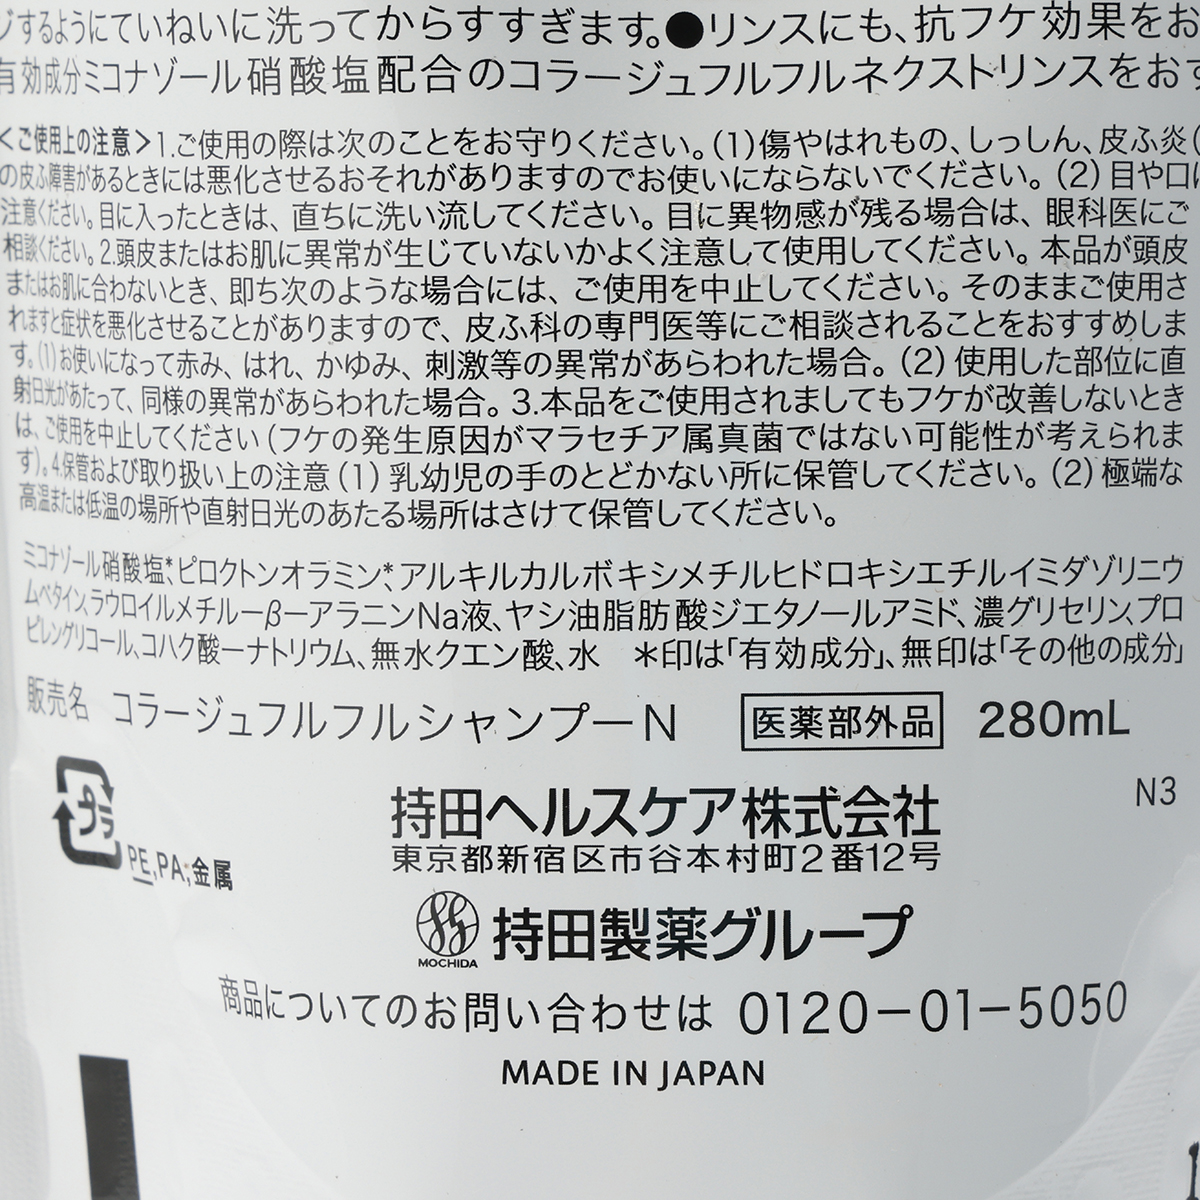 ジするようにていねいに洗ってからすすぎます。●リンスにも、抗フケ効果をお
有効成分ミコナゾール硝酸塩配合のコラージュフルフルネクストリンスをおす
＜ご使用上の注意＞1.ご使用の際は次のことをお守りください。(1)傷やはれもの、しっしん、皮ふ炎(
の皮ふ障害があるときには悪化させるおそれがありますのでお使いにならないでください。(2)目や口に
注意ください。目に入ったときは、直ちに洗い流してください。目に異物感が残る場合は、眼科医にご
相談ください。2.頭皮またはお肌に異常が生じていないかよく注意して使用してください。本品が頭皮
またはお肌に合わないとき、即ち次のような場合には、ご使用を中止してください。そのままご使用さ
れますと症状を悪化させることがありますので、皮ふ科の専門医等にご相談されることをおすすめしま
す。(1)お使いになって赤み、はれ、かゆみ、刺激等の異常があらわれた場合。(2)使用した部位に直
射日光があたって、同様の異常があらわれた場合。3.本品をご使用されましてもフケが改善しないとき
は、ご使用を中止してください(フケの発生原因がマラセチア属真菌ではない可能性が考えられま
す)。4.保管および取り扱い上の注意(1)乳幼児の手のとどかない所に保管してください。(2)極端な
高温または低温の場所や直射日光のあたる場所はさけて保管してください。
ミコナゾール硝酸塩*、ピロクトンオラミン*、アルキルカルボキシメチルヒドロキシエチルイミダゾリニウ
ムベタイン、ラウロイルメチルーβーアラニンNa液、ヤシ油脂肪酸ジエタノールアミド、濃グリセリン、プロ
ピレングリコール、コハク酸一ナトリウム、無水クエン酸、水　＊印は「有効成分」、無印は「その他の成分」
販売名 コラージュフルフルシャンプーN 医薬部外品 280mL
N3
プラ
PE,PA;金属
持田ヘルスケア株式会社
東京都新宿区市谷本村町2番12号
MOCHIDA
持田製薬グループ
商品についてのお問い合わせは 0120−01−5050
MADE IN JAPAN